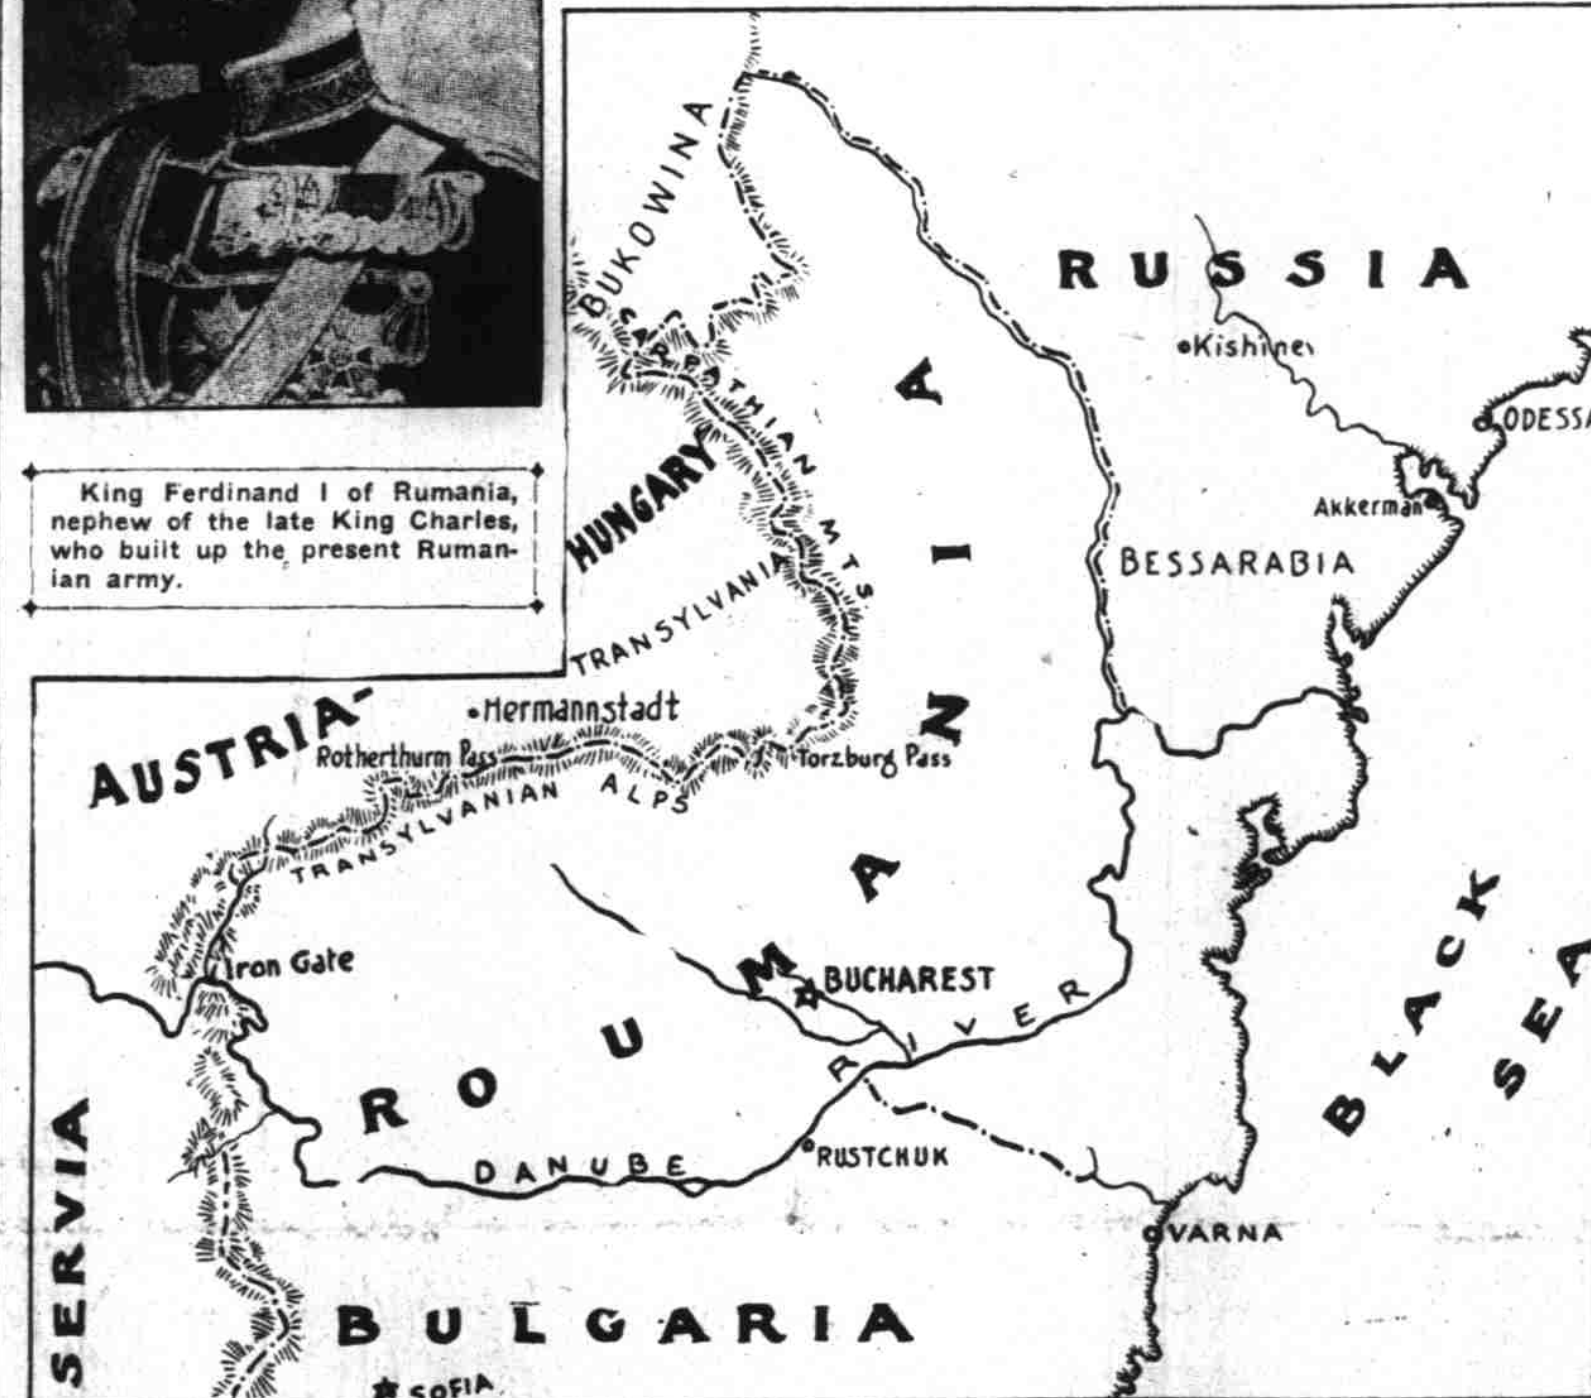 King Ferdinand I of Rumania,
nephew of the late King Charles,
who built up the present Ruman-
ian army.
RUSSIA
BUKOWINA
Kishinev
ODESSA
CARPATHIAN MTS.
HUNGARY
Akkerman
BESSARABIA
TRANSYLVANIA
AUSTRIA-
Hermannstadt
Rotherthurm Pass
Torzburg Pass
TRANSYLVANIAN ALPS
ROUMANIA
Iron Gate
BUCHAREST
BLACK SEA
DANUBE RIVER
RUSTCHUK
VARNA
SERVIA
BULGARIA
SOFIA